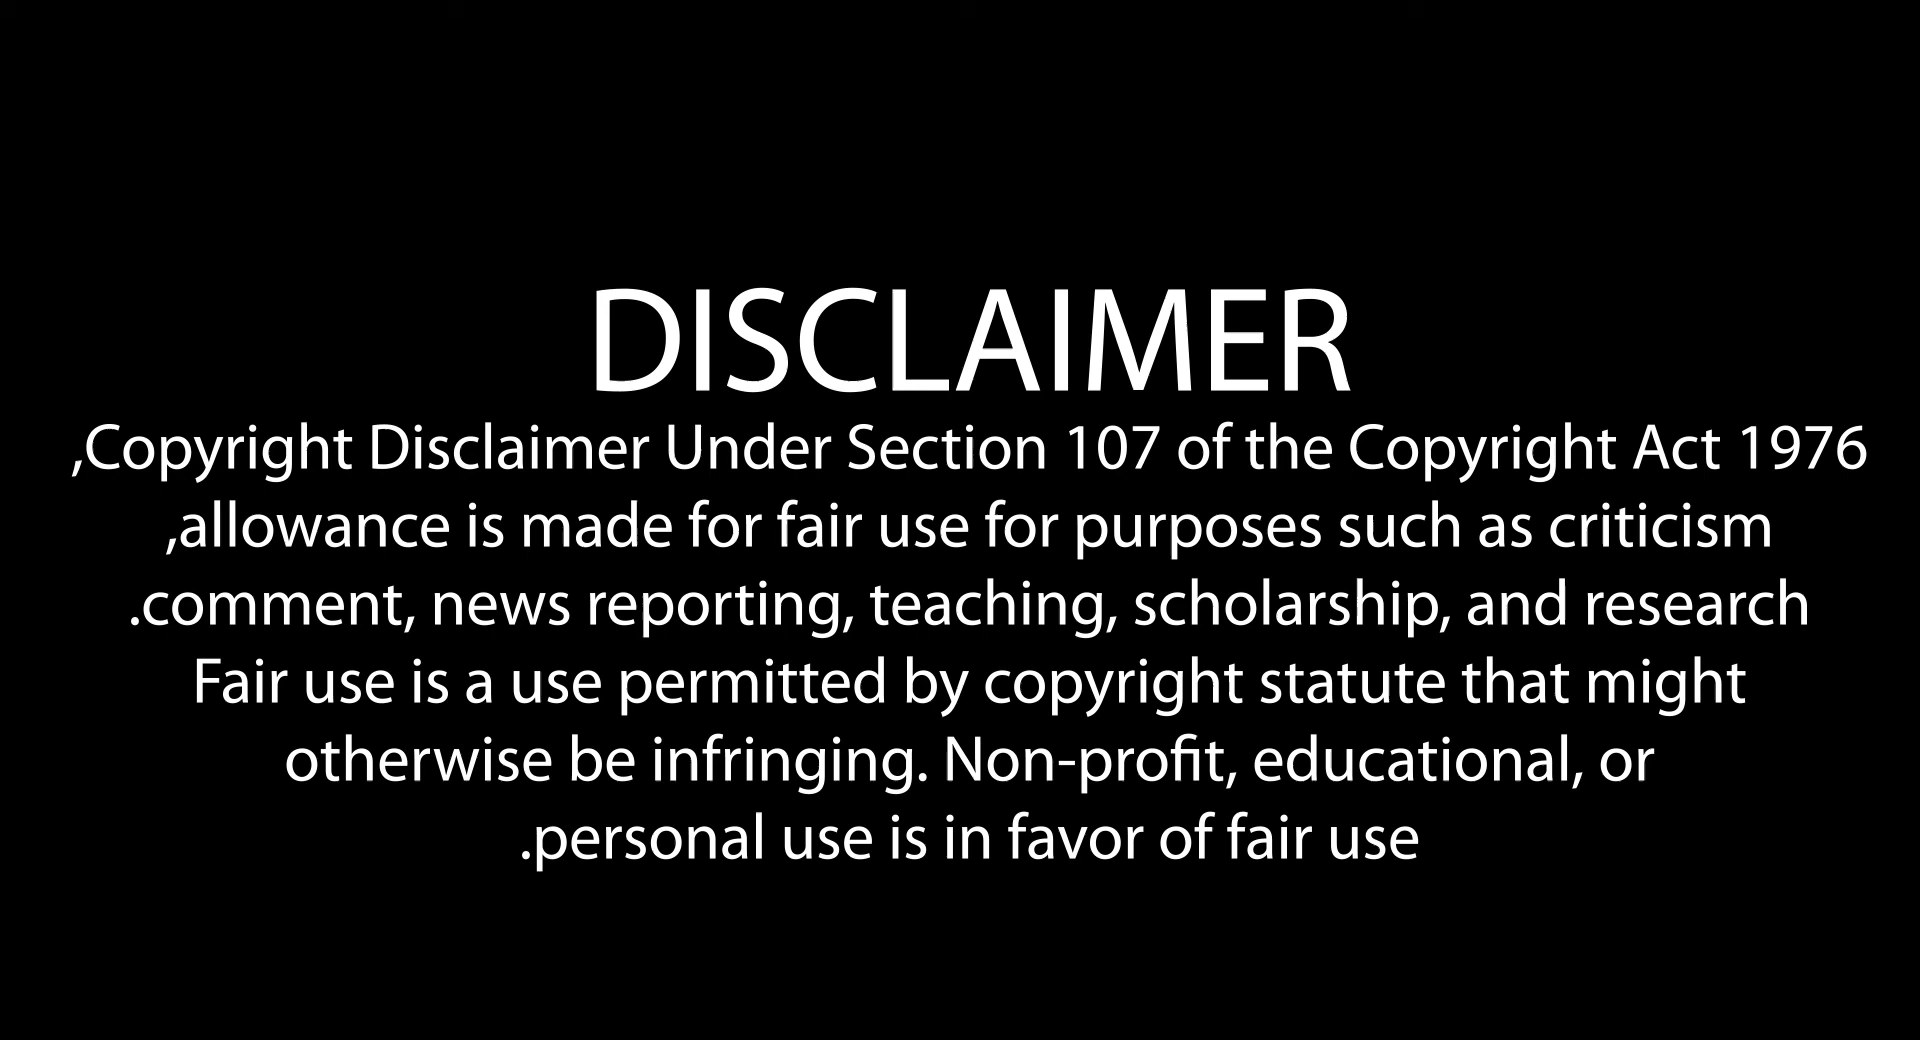 DISCLAIMER
,Copyright Disclaimer Under Section 107 of the Copyright Act 1976
,allowance is made for fair use for purposes such as criticism
.comment, news reporting, teaching, scholarship, and research
Fair use is a use permitted by copyright statute that might
otherwise be infringing. Non-profit, educational, or
.personal use is in favor of fair use